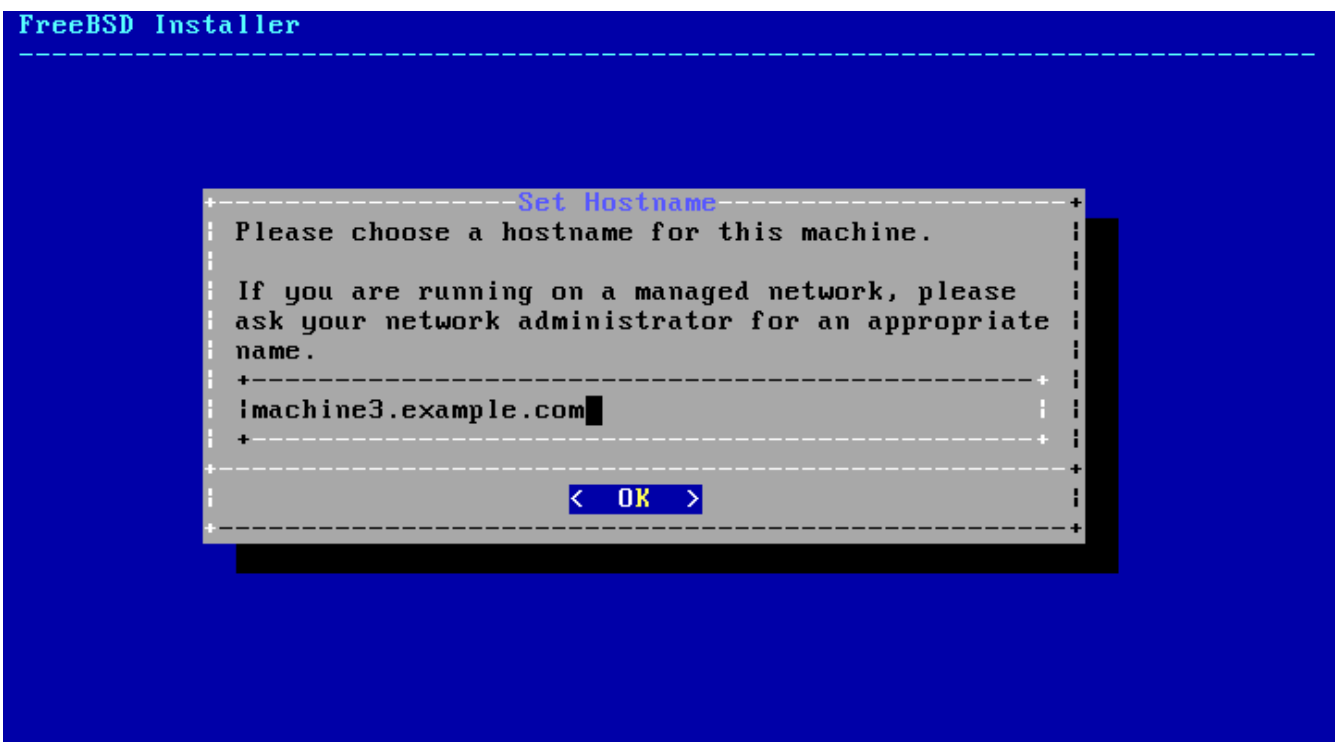 FreeBSD Installer
Set Hostname
Please choose a hostname for this machine.
If you are running on a managed network, please
ask your network administrator for an appropriate
name.
machine3.example.com
< OK >